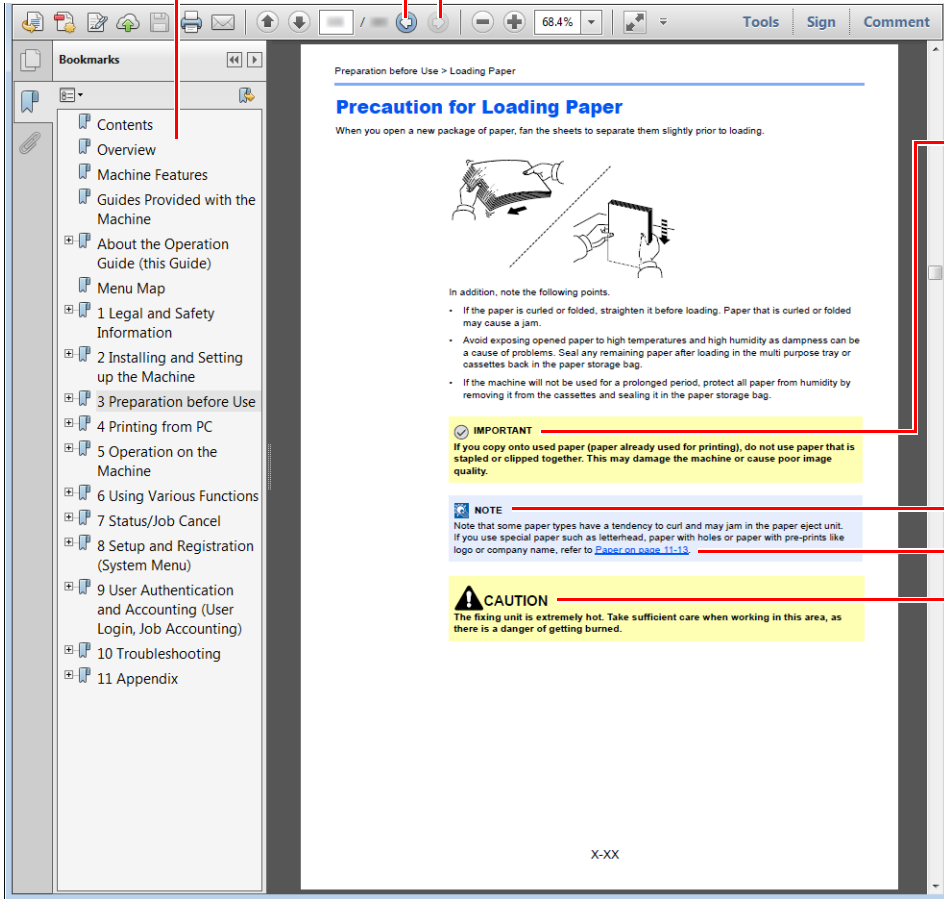 /
68.4%
Tools
Sign
Comment
Bookmarks
Contents
Overview
Machine Features
Guides Provided with the
Machine
About the Operation
Guide (this Guide)
Menu Map
1 Legal and Safety
Information
2 Installing and Setting
up the Machine
3 Preparation before Use
4 Printing from PC
5 Operation on the
Machine
6 Using Various Functions
7 Status/Job Cancel
8 Setup and Registration
(System Menu)
9 User Authentication
and Accounting (User
Login, Job Accounting)
10 Troubleshooting
11 Appendix
Preparation before Use > Loading Paper
Precaution for Loading Paper
When you open a new package of paper, fan the sheets to separate them slightly prior to loading.
In addition, note the following points.
• If the paper is curled or folded, straighten it before loading. Paper that is curled or folded
may cause a jam.
• Avoid exposing opened paper to high temperatures and high humidity as dampness can be
a cause of problems. Seal any remaining paper after loading in the multi purpose tray or
cassettes back in the paper storage bag.
• If the machine will not be used for a prolonged period, protect all paper from humidity by
removing it from the cassettes and sealing it in the paper storage bag.
IMPORTANT
If you copy onto used paper (paper already used for printing), do not use paper that is
stapled or clipped together. This may damage the machine or cause poor image
quality.
NOTE
Note that some paper types have a tendency to curl and may jam in the paper eject unit.
If you use special paper such as letterhead, paper with holes or paper with pre-prints like
logo or company name, refer to Paper on page 11-13.
CAUTION
The fixing unit is extremely hot. Take sufficient care when working in this area, as
there is a danger of getting burned.
X-XX